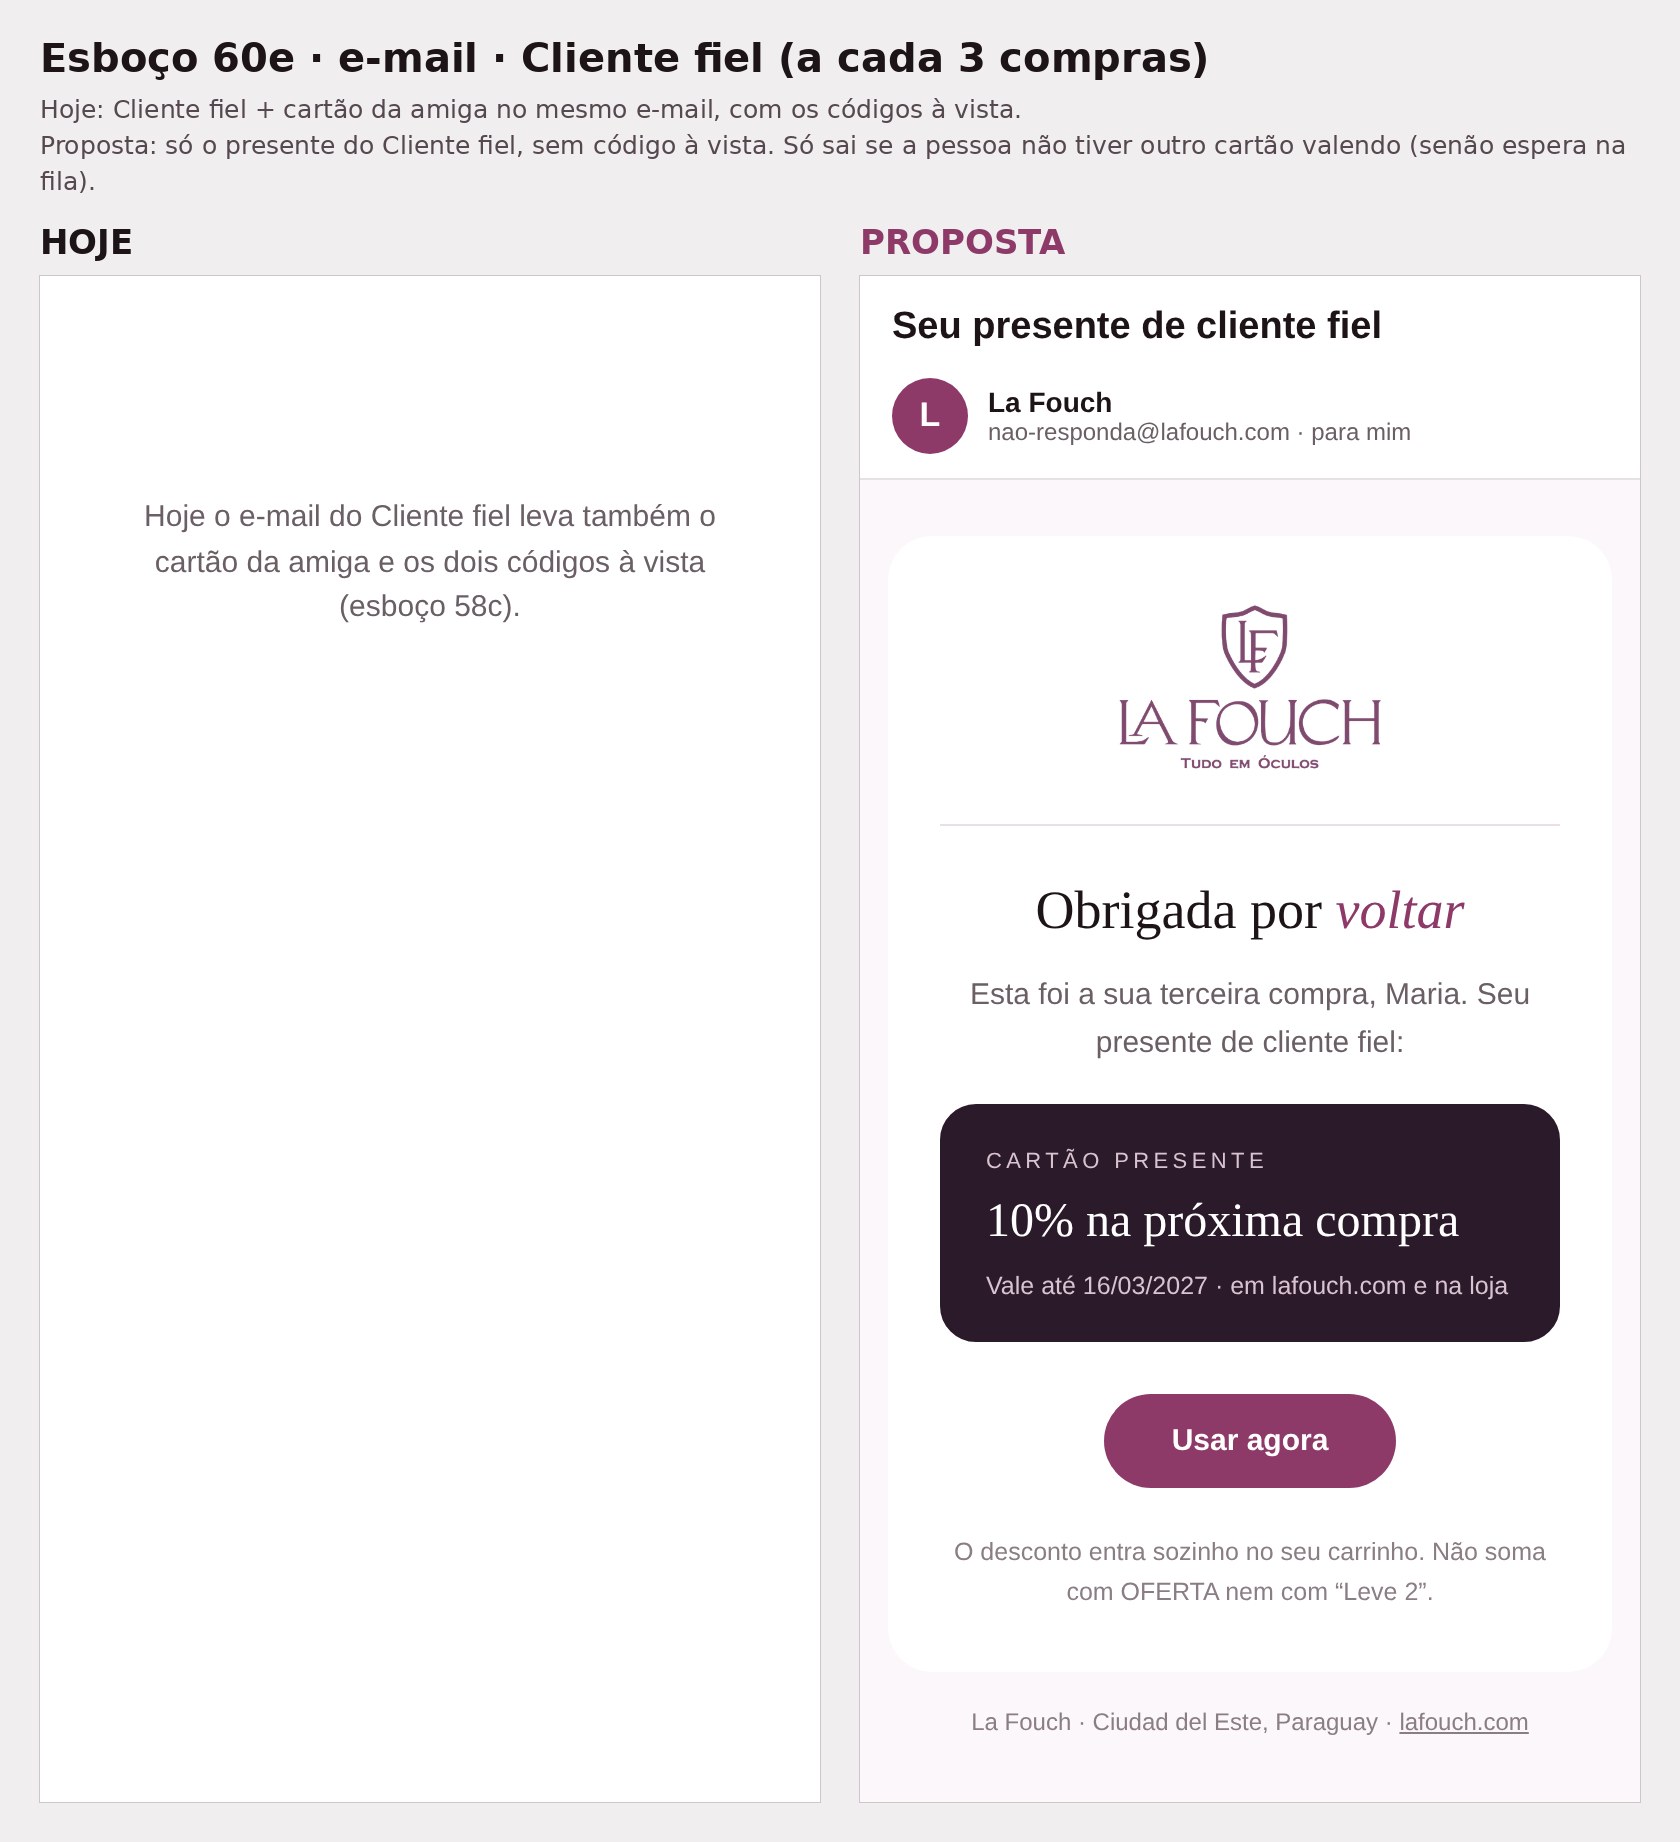 Esboço 60e · e-mail · Cliente fiel (a cada 3 compras)
Hoje: Cliente fiel + cartão da amiga no mesmo e-mail, com os códigos à vista.
Proposta: só o presente do Cliente fiel, sem código à vista. Só sai se a pessoa não tiver outro cartão valendo (senão espera na
fila).
HOJE
Hoje o e-mail do Cliente fiel leva também o
cartão da amiga e os dois códigos à vista
(esboço 58c).
PROPOSTA
Seu presente de cliente fiel
L
La Fouch
nao-responda@lafouch.com · para mim
LF
LA FOUCH
Tudo em Óculos
Obrigada por voltar
Esta foi a sua terceira compra, Maria. Seu
presente de cliente fiel:
CARTÃO PRESENTE
10% na próxima compra
Vale até 16/03/2027 · em lafouch.com e na loja
Usar agora
O desconto entra sozinho no seu carrinho. Não soma
com OFERTA nem com “Leve 2”.
La Fouch · Ciudad del Este, Paraguay · lafouch.com